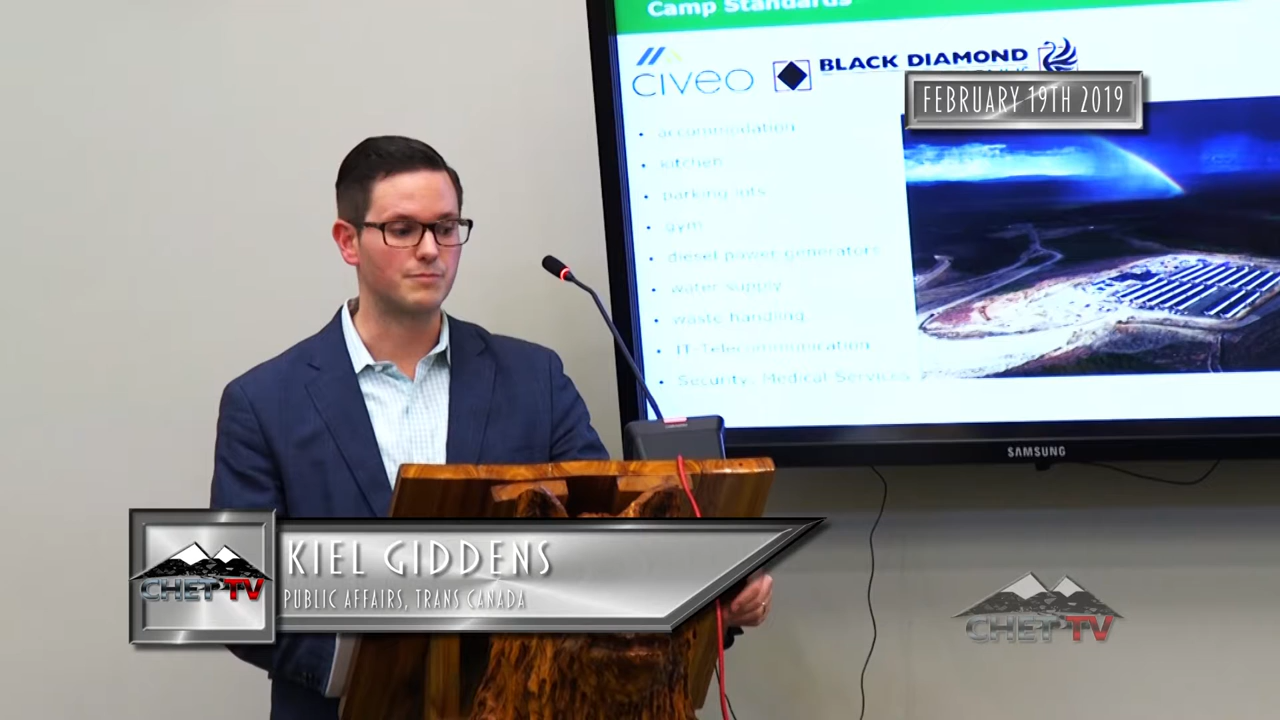 Camp Standards
civeo
BLACK DIAMOND
FEBRUARY 19TH 2019
accommodation
kitchen
parking lots
gym
diesel power generators
water supply
waste handling
IT-Telecommunication
Security, Medical Services
SAMSUNG
KIEL GIDDENS
PUBLIC AFFAIRS, TRANS CANADA
CHET TV
CHET TV